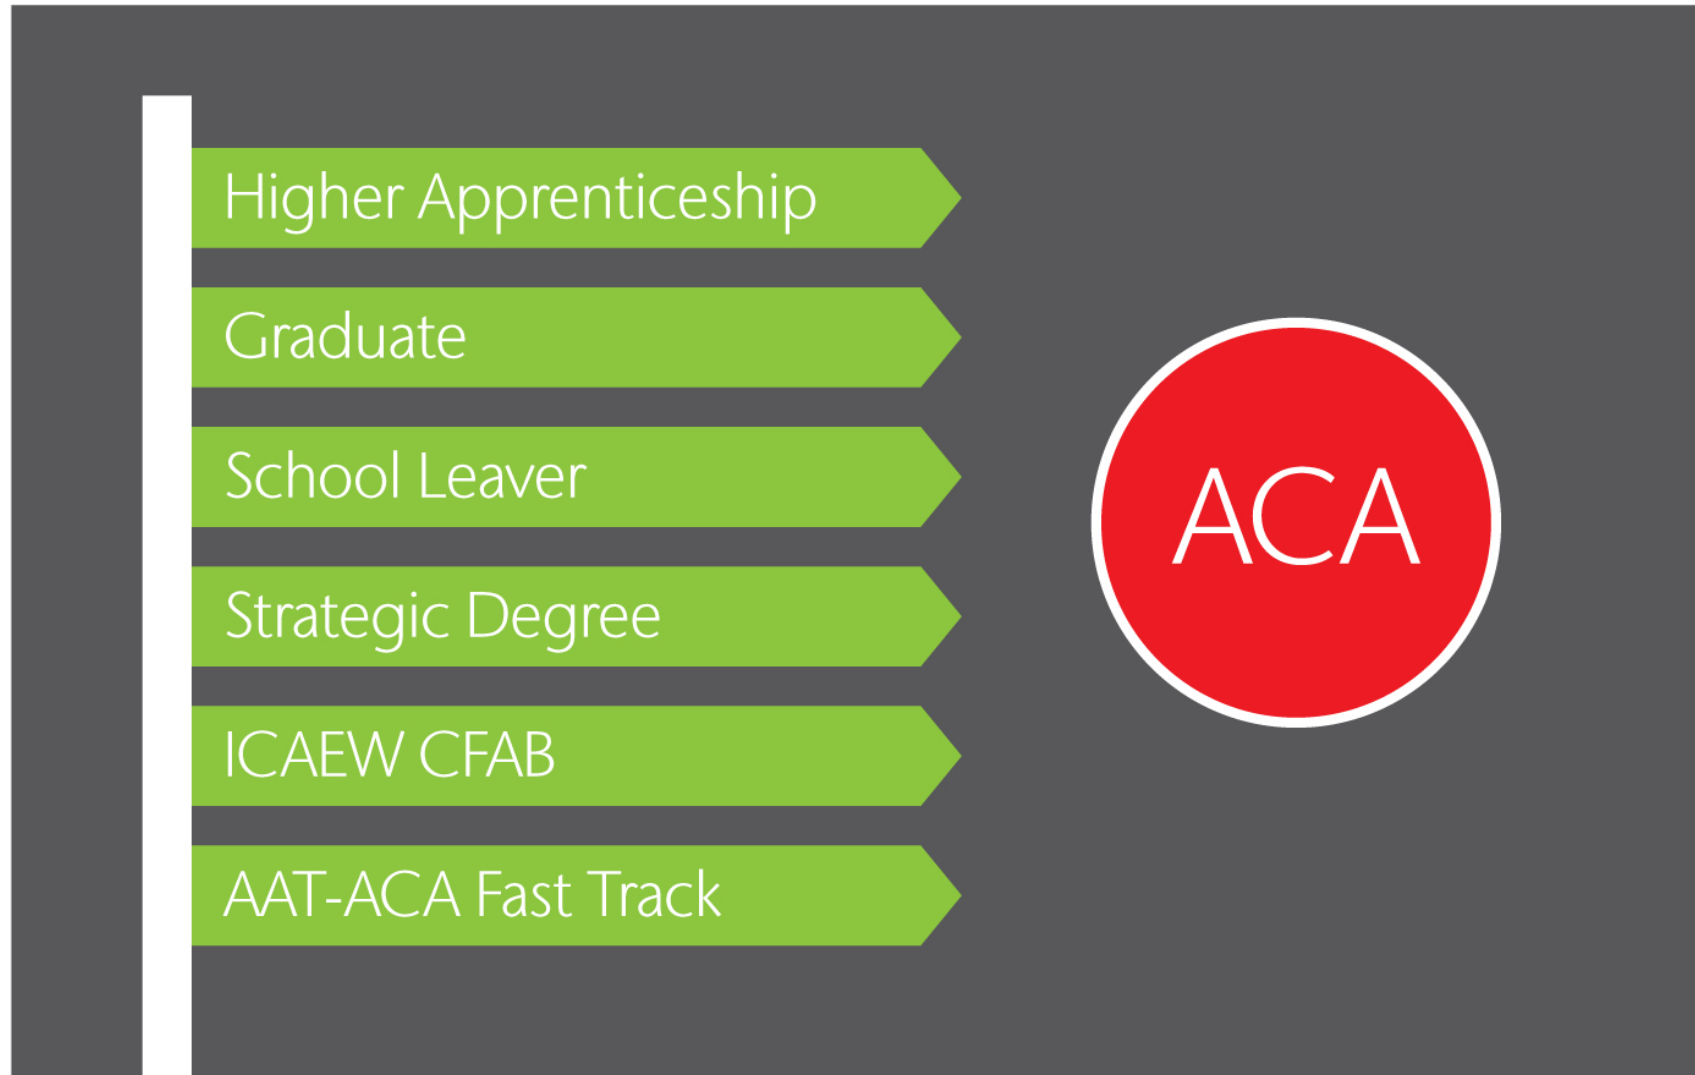 Higher Apprenticeship
Graduate
School Leaver
Strategic Degree
ICAEW CFAB
AAT-ACA Fast Track
ACA